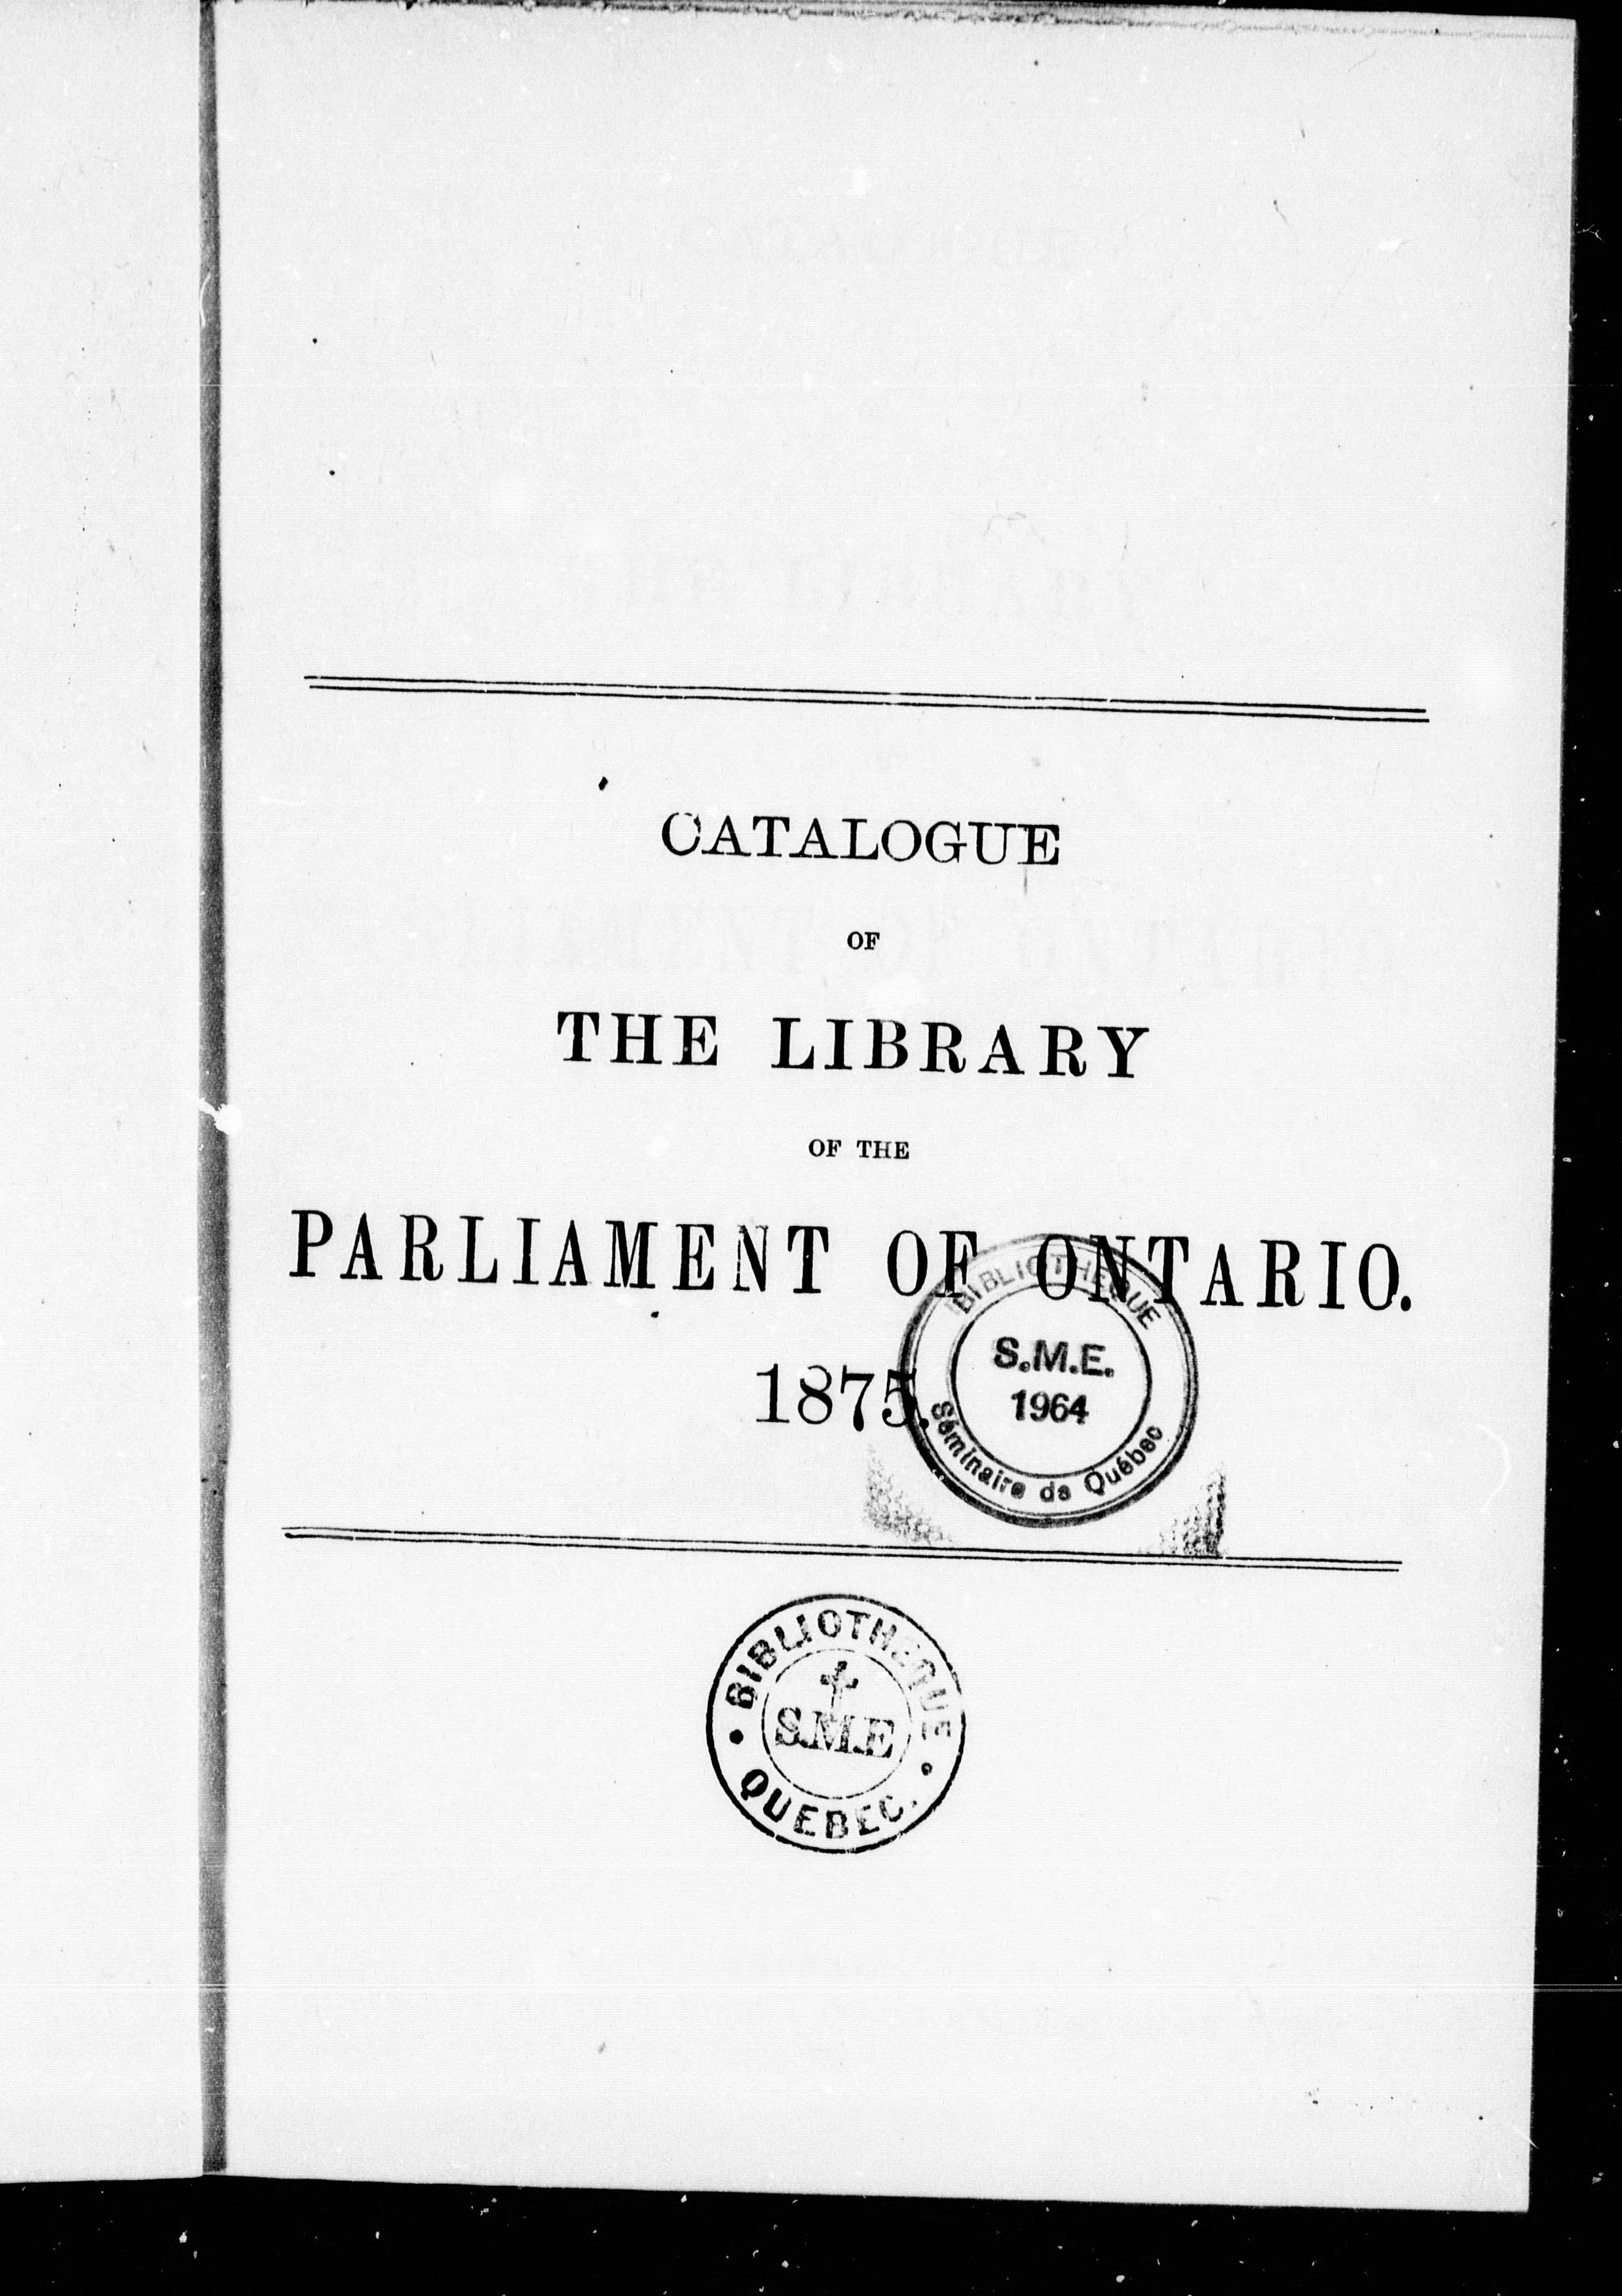 CATALOGUE
OF
THE LIBRARY
OF THE
PARLIAMENT OF ONTARIO.
1875.
BIBLIOTHEQUE
S.M.E.
1964
Séminaire de Québec
BIBLIOTHEQUE
S.M.E
QUEBEC.